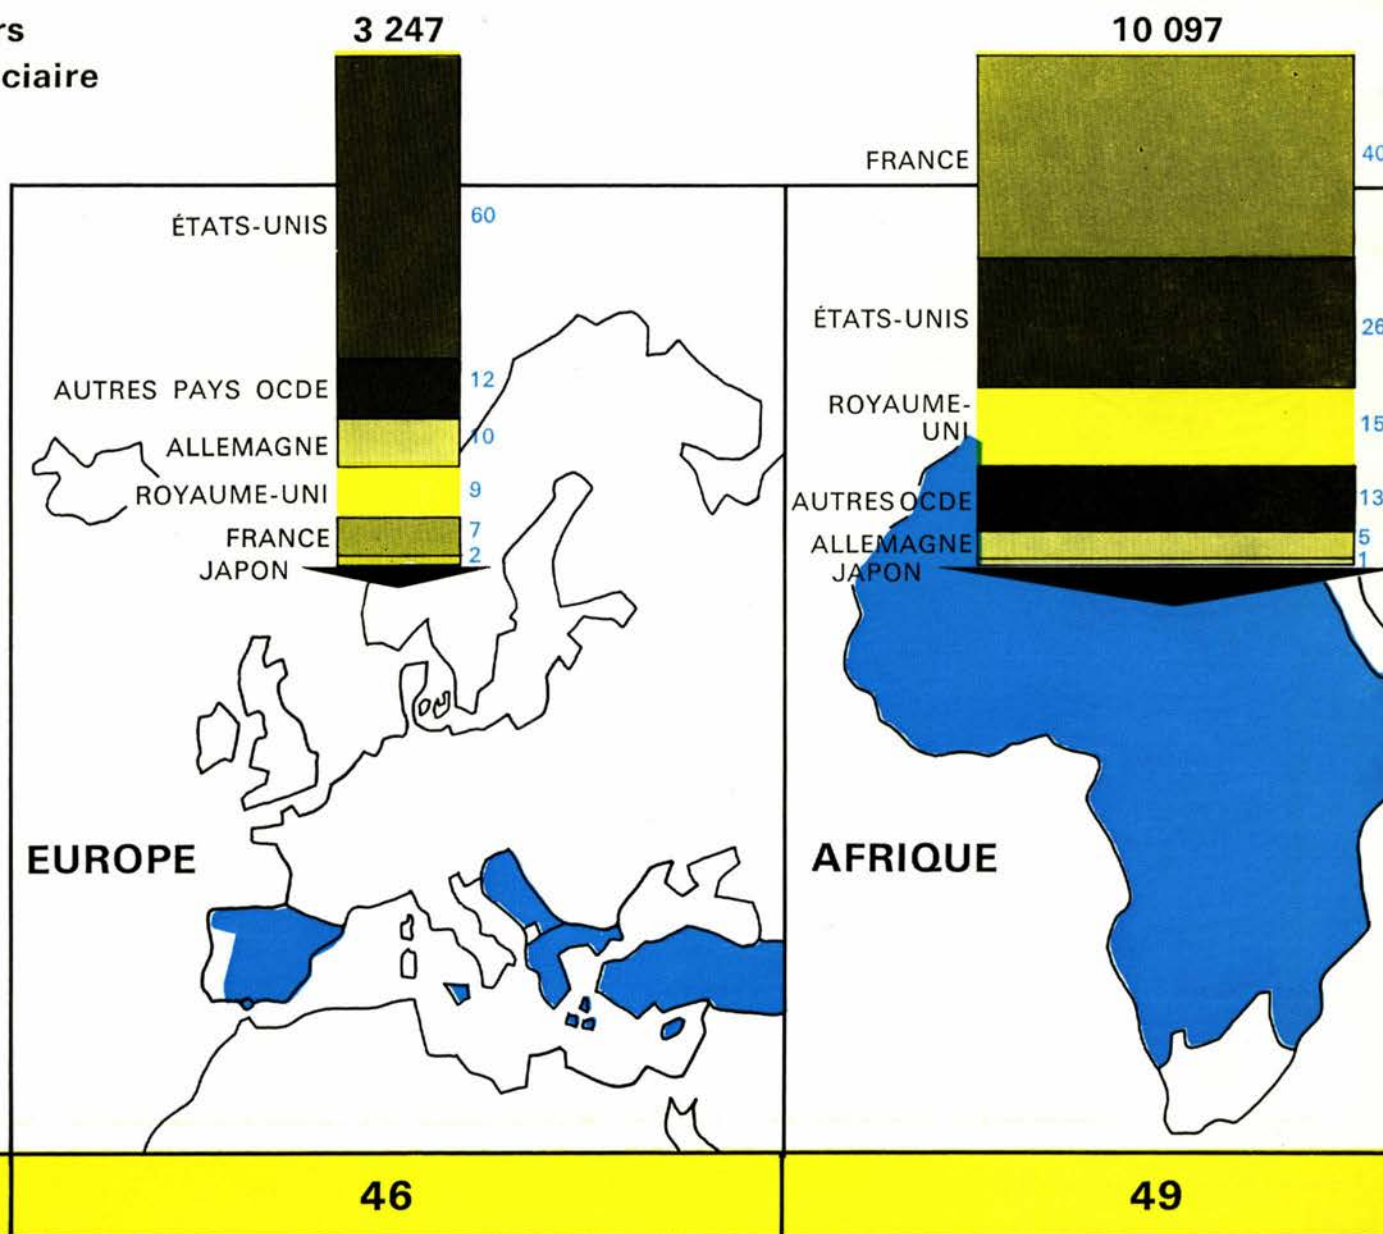 rs
ciaire
3 247
ÉTATS-UNIS
60
AUTRES PAYS OCDE
12
ALLEMAGNE
10
ROYAUME-UNI
9
FRANCE
7
JAPON
2
EUROPE
46
10 097
FRANCE
40
ÉTATS-UNIS
26
ROYAUME-
UNI
15
AUTRES OCDE
13
ALLEMAGNE
5
JAPON
1
AFRIQUE
49